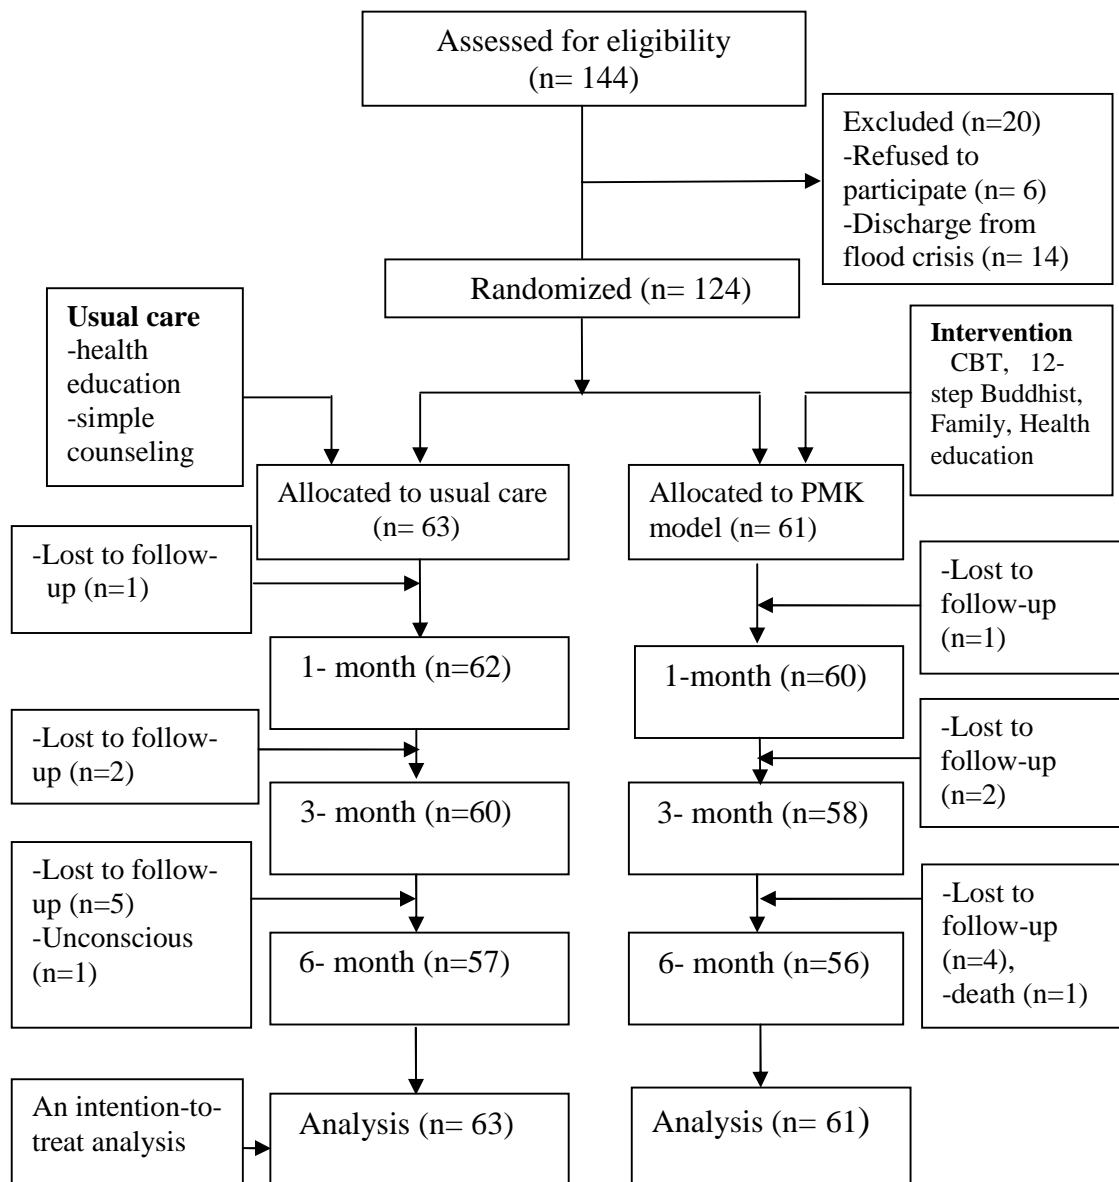 Assessed for eligibility
(n= 144)
Excluded (n=20)
-Refused to
participate (n= 6)
-Discharge from
flood crisis (n= 14)
Randomized (n= 124)
Usual care
-health
education
-simple
counseling
Intervention
CBT, 12-
step Buddhist,
Family, Health
education
Allocated to usual care
(n= 63)
Allocated to PMK
model (n= 61)
-Lost to follow-
up (n=1)
-Lost to
follow-up
(n=1)
1- month (n=62)
1-month (n=60)
-Lost to follow-
up (n=2)
-Lost to
follow-up
(n=2)
3- month (n=60)
3- month (n=58)
-Lost to follow-
up (n=5)
-Unconscious
(n=1)
-Lost to
follow-up
(n=4),
-death (n=1)
6- month (n=57)
6- month (n=56)
An intention-to-
treat analysis
Analysis (n= 63)
Analysis (n= 61)